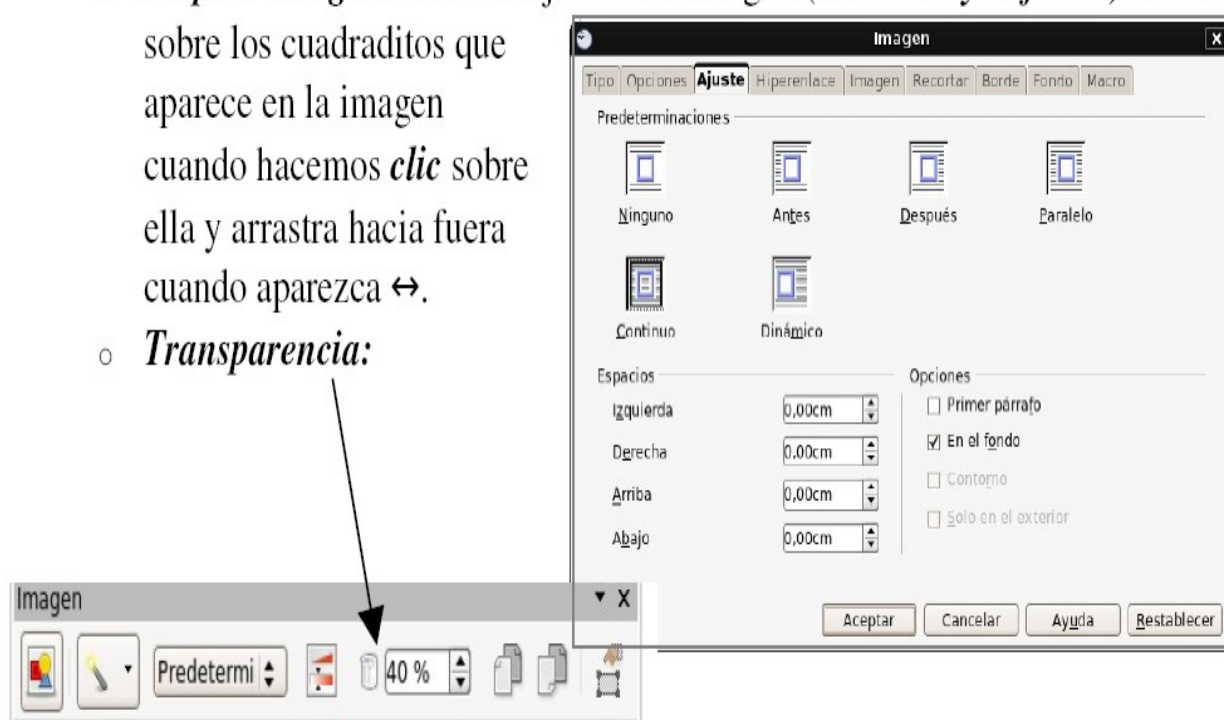 sobre los cuadraditos que
aparece en la imagen
cuando hacemos clic sobre
ella y arrastra hacia fuera
cuando aparezca ↔.
o Transparencia:
Imagen
Tipo Opciones Ajuste Hiperenlace Imagen Recortar Borde Fondo Macro
Predeterminaciones
Ninguno Antes Después Paralelo
Continuo Dinámico
Espacios Opciones
Izquierda 0,00cm Primer párrafo
Derecha 0,00cm En el fondo
Arriba 0,00cm Contorno
Abajo 0,00cm Solo en el exterior
Aceptar Cancelar Ayuda Restablecer
Imagen
Predetermi 40 %